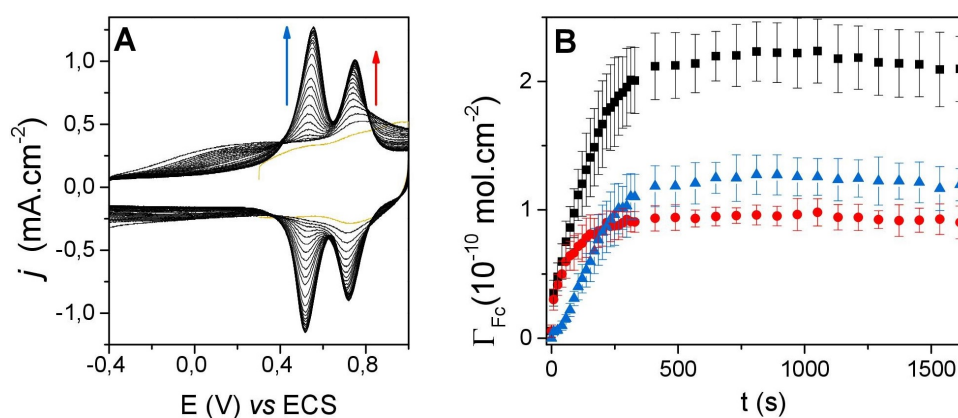 A
1,0
0,5
0,0
-0,5
-1,0
j (mA.cm-2)
-0,4 0,0 0,4 0,8
E (V) vs ECS
B
2
1
0
ΓFc(10-10 mol.cm-2)
0 500 1000 1500
t (s)